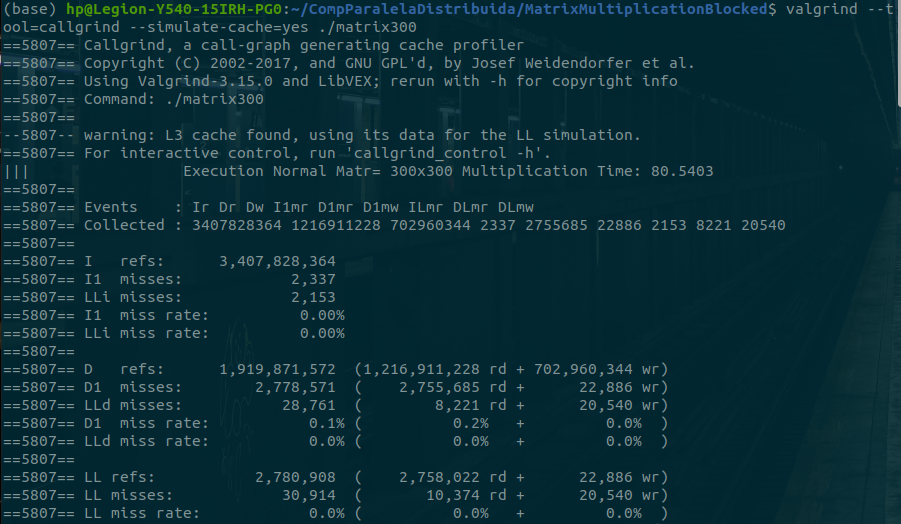 (base) hp@Legion-Y540-15IRH-PG0:~/CompParalelaDistribuida/MatrixMultiplicationBlocked$ valgrind --t
ool=callgrind --simulate-cache=yes ./matrix300
==5807== Callgrind, a call-graph generating cache profiler
==5807== Copyright (C) 2002-2017, and GNU GPL'd, by Josef Weidendorfer et al.
==5807== Using Valgrind-3.15.0 and LibVEX; rerun with -h for copyright info
==5807== Command: ./matrix300
==5807==
--5807-- warning: L3 cache found, using its data for the LL simulation.
==5807== For interactive control, run 'callgrind_control -h'.
|||                 Execution Normal Matr= 300x300 Multiplication Time: 80.5403
==5807==
==5807== Events    : Ir Dr Dw I1mr D1mr D1mw ILmr DLmr DLmw
==5807== Collected : 3407828364 1216911228 702960344 2337 2755685 22886 2153 8221 20540
==5807==
==5807== I   refs:      3,407,828,364
==5807== I1  misses:            2,337
==5807== LLi misses:            2,153
==5807== I1  miss rate:          0.00%
==5807== LLi miss rate:          0.00%
==5807==
==5807== D   refs:      1,919,871,572  (1,216,911,228 rd + 702,960,344 wr)
==5807== D1  misses:        2,778,571  (    2,755,685 rd +      22,886 wr)
==5807== LLd misses:           28,761  (        8,221 rd +      20,540 wr)
==5807== D1  miss rate:           0.1% (          0.2%   +         0.0%  )
==5807== LLd miss rate:           0.0% (          0.0%   +         0.0%  )
==5807==
==5807== LL refs:           2,780,908  (    2,758,022 rd +      22,886 wr)
==5807== LL misses:            30,914  (       10,374 rd +      20,540 wr)
==5807== LL miss rate:            0.0% (          0.0%   +         0.0%  )